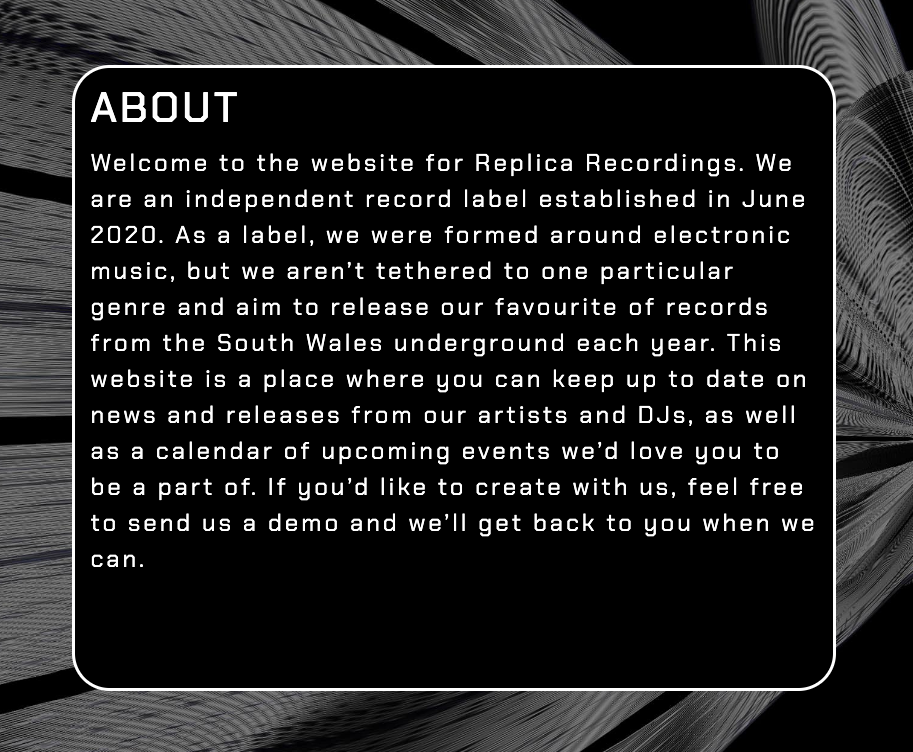 ABOUT
Welcome to the website for Replica Recordings. We
are an independent record label established in June
2020. As a label, we were formed around electronic
music, but we aren’t tethered to one particular
genre and aim to release our favourite of records
from the South Wales underground each year. This
website is a place where you can keep up to date on
news and releases from our artists and DJs, as well
as a calendar of upcoming events we’d love you to
be a part of. If you’d like to create with us, feel free
to send us a demo and we’ll get back to you when we
can.